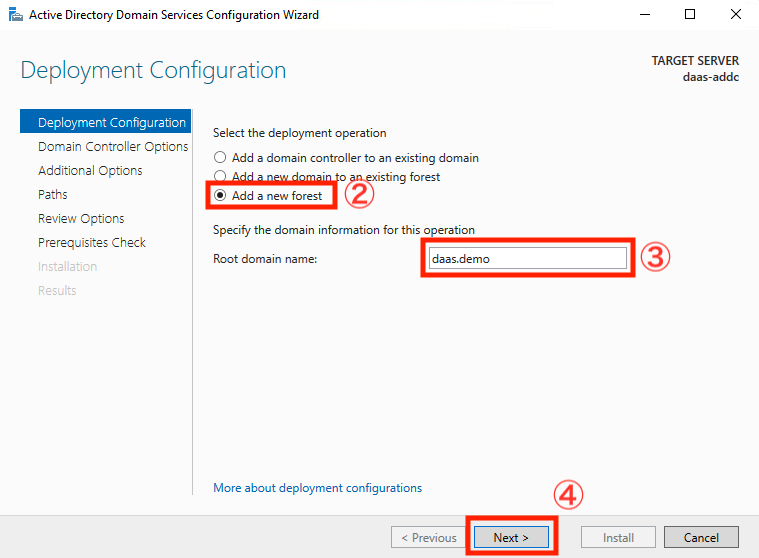 Active Directory Domain Services Configuration Wizard
Deployment Configuration
TARGET SERVER
daas-addc
Deployment Configuration
Domain Controller Options
Additional Options
Paths
Review Options
Prerequisites Check
Installation
Results
Select the deployment operation
Add a domain controller to an existing domain
Add a new domain to an existing forest
Add a new forest ②
Specify the domain information for this operation
Root domain name: daas.demo ③
More about deployment configurations
④
< Previous Next > Install Cancel